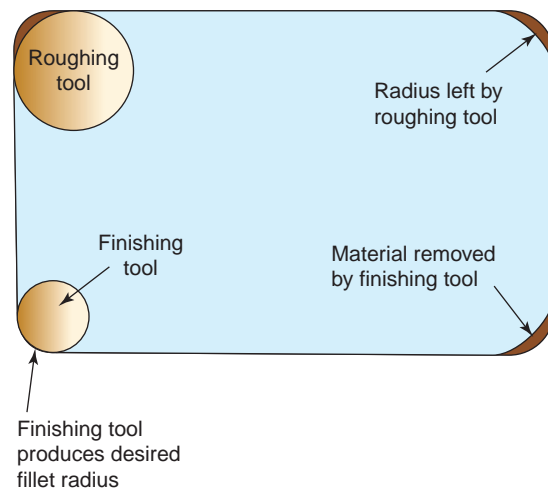 Roughing
tool
Radius left by
roughing tool
Finishing
tool
Material removed
by finishing tool
Finishing tool
produces desired
fillet radius